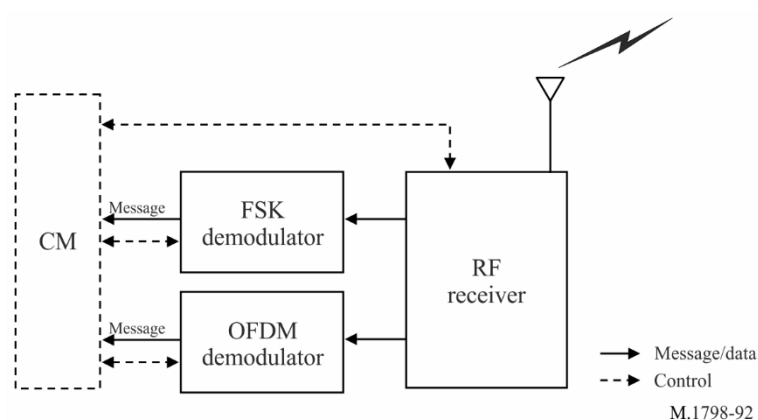 Message
FSK
demodulator
CM
RF
receiver
Message
OFDM
demodulator
Message/data
Control
M.1798-92